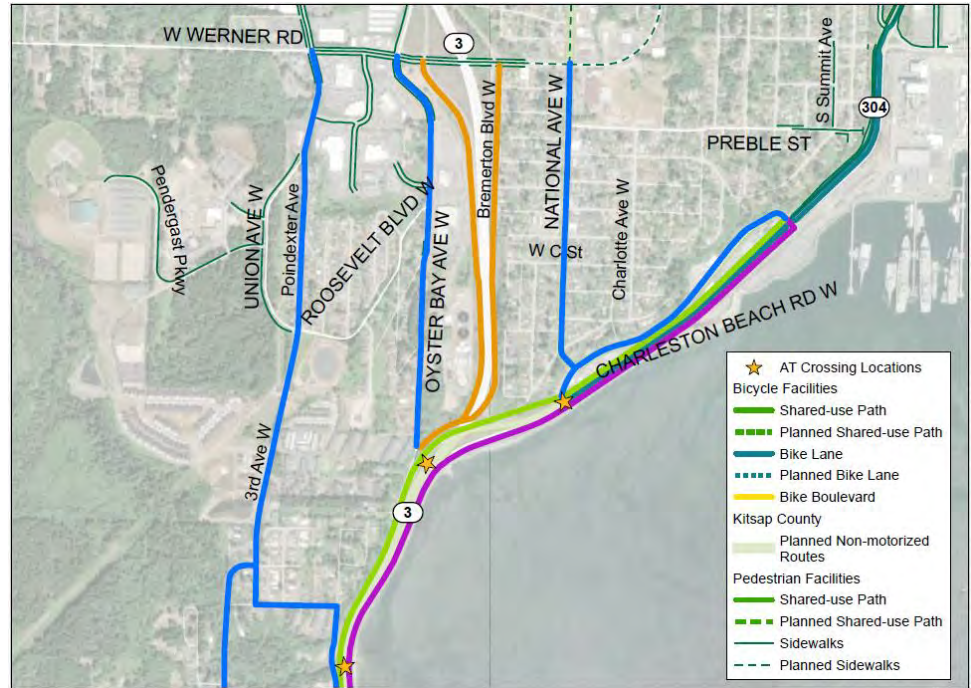 W WERNER RD
3
S Summit Ave
304
Bremerton Blvd W
NATIONAL AVE W
PREBLE ST
Pendergast Pkwy
UNION AVE W
Poindexter Ave
ROOSEVELT BLVD W
OYSTER BAY AVE W
W C St
Charlotte Ave W
CHARLESTON BEACH RD W
3rd Ave W
3
AT Crossing Locations
Bicycle Facilities
Shared-use Path
Planned Shared-use Path
Bike Lane
Planned Bike Lane
Bike Boulevard
Kitsap County
Planned Non-motorized
Routes
Pedestrian Facilities
Shared-use Path
Planned Shared-use Path
Sidewalks
Planned Sidewalks